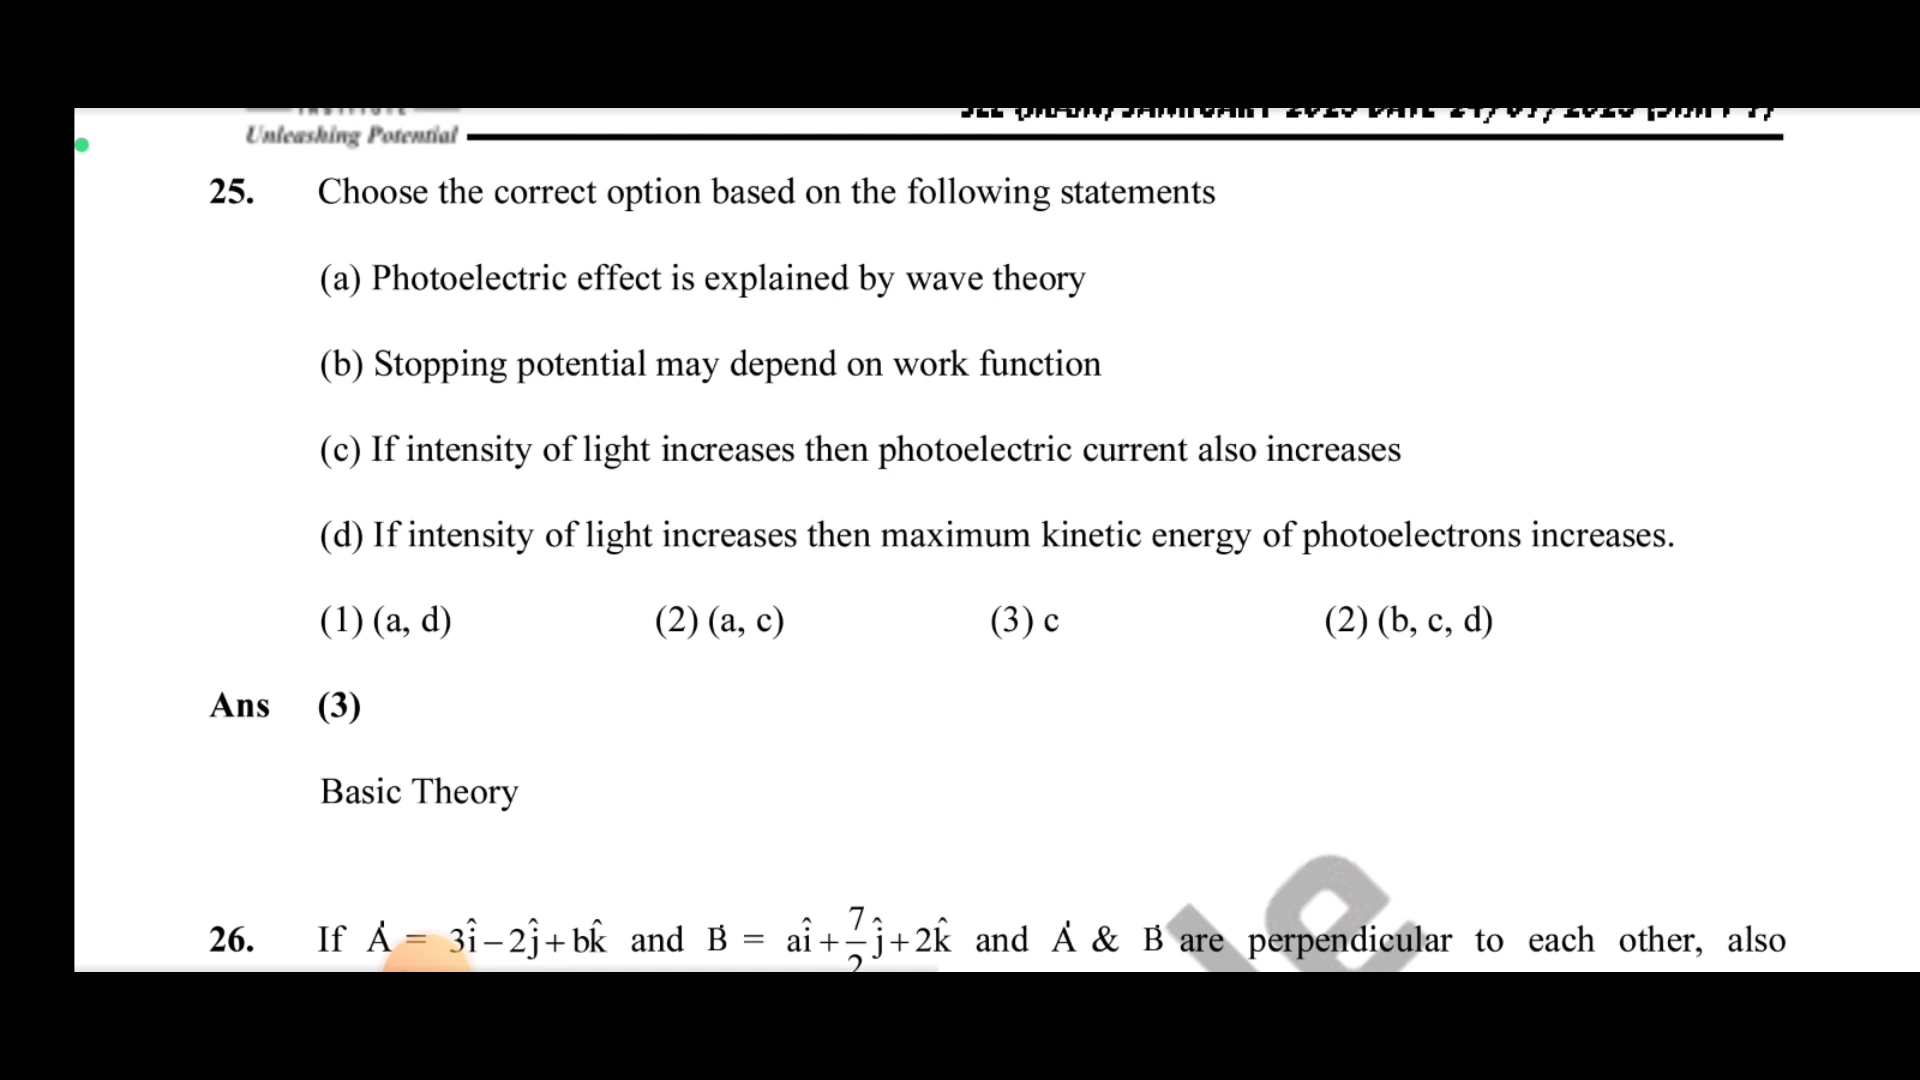 Unleashing Potential
25. Choose the correct option based on the following statements
(a) Photoelectric effect is explained by wave theory
(b) Stopping potential may depend on work function
(c) If intensity of light increases then photoelectric current also increases
(d) If intensity of light increases then maximum kinetic energy of photoelectrons increases.
(1) (a, d) (2) (a, c) (3) c (2) (b, c, d)
Ans (3)
Basic Theory
26. If A = 3î − 2ĵ + bk̂ and B = aî + 7/2 ĵ + 2k̂ and A & B are perpendicular to each other, also